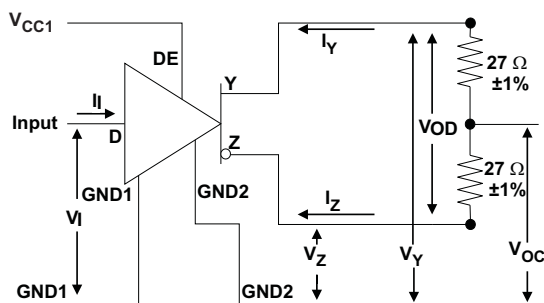 VCC1
DE
IY
27 Ω
±1%
II
Y
Input
D
VOD
Z
27 Ω
±1%
GND1
GND2
VI
IZ
VZ
VY
VOC
GND1
GND2